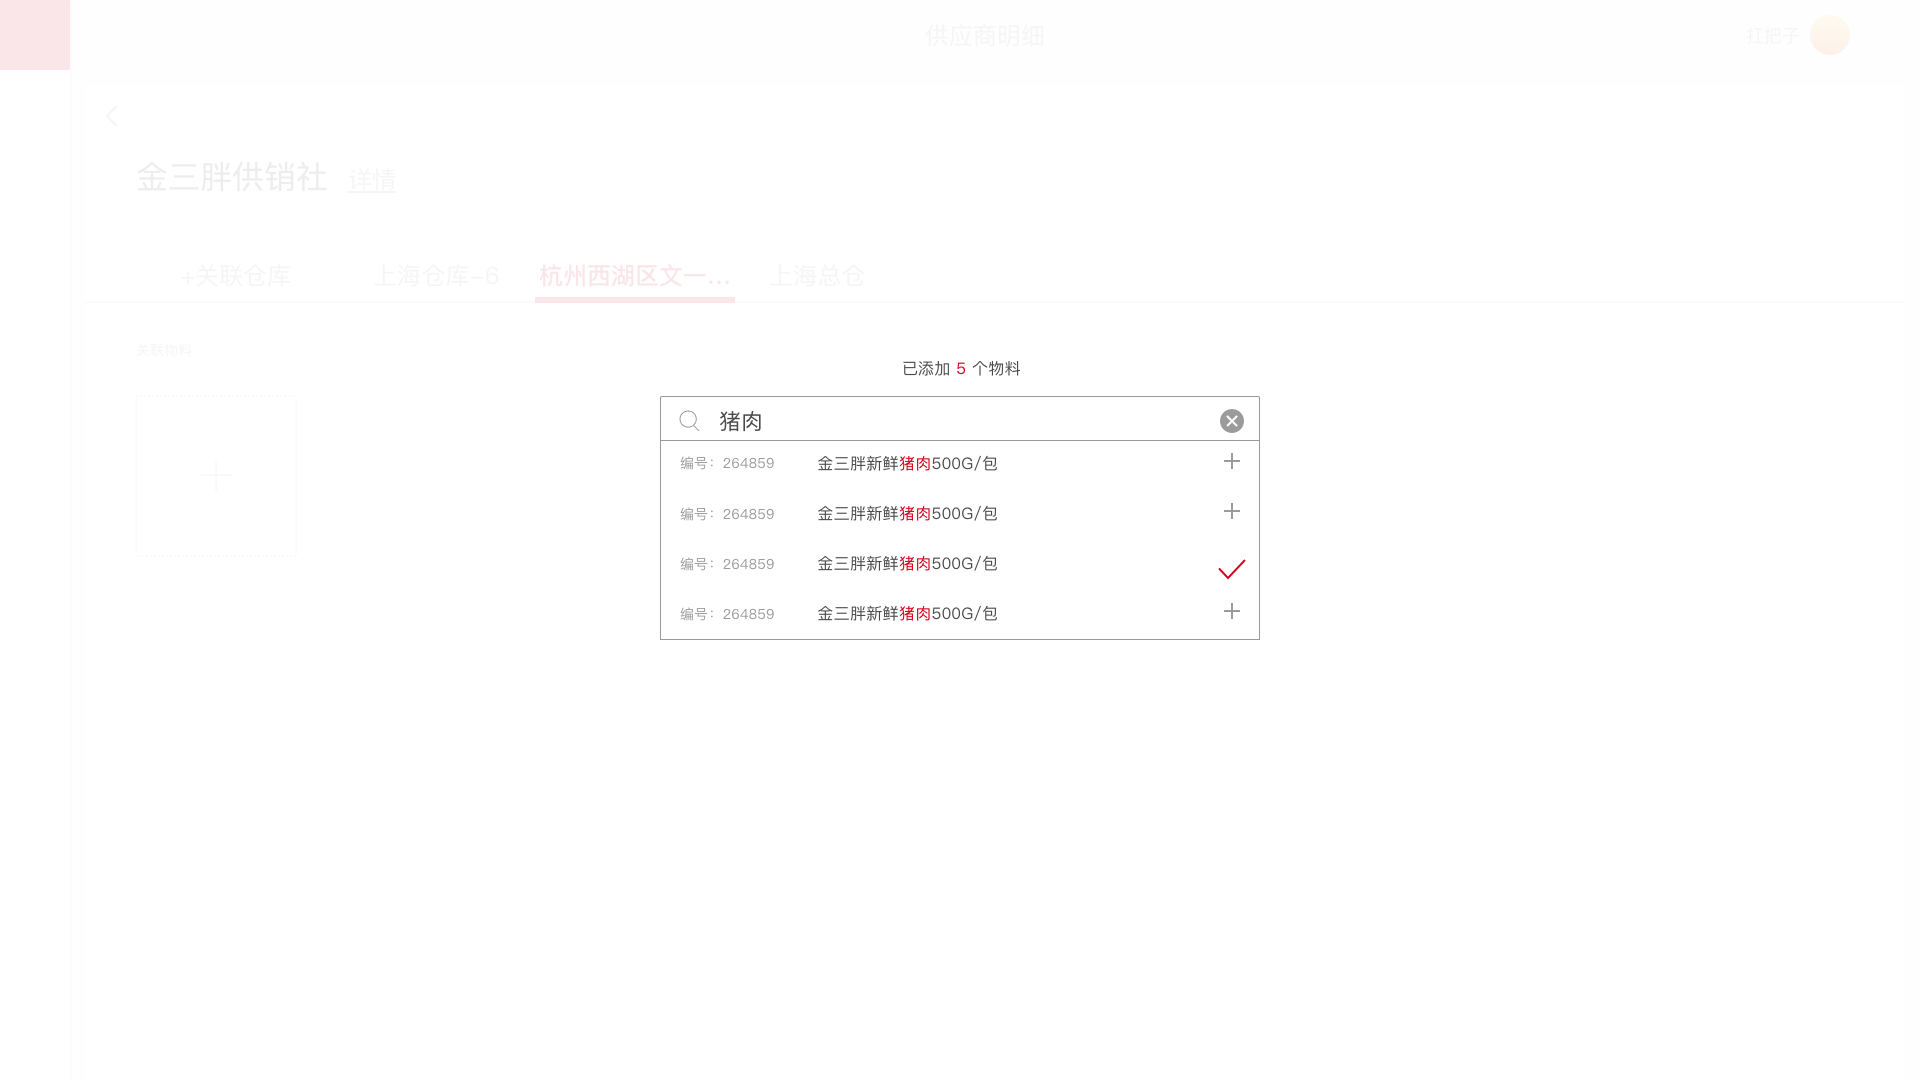 供应商明细
扛把子
金三胖供销社 详情
+关联仓库 上海仓库-6 杭州西湖区文一... 上海总仓
关联物料
已添加 5 个物料
猪肉
编号：264859 金三胖新鲜猪肉500G/包
编号：264859 金三胖新鲜猪肉500G/包
编号：264859 金三胖新鲜猪肉500G/包
编号：264859 金三胖新鲜猪肉500G/包